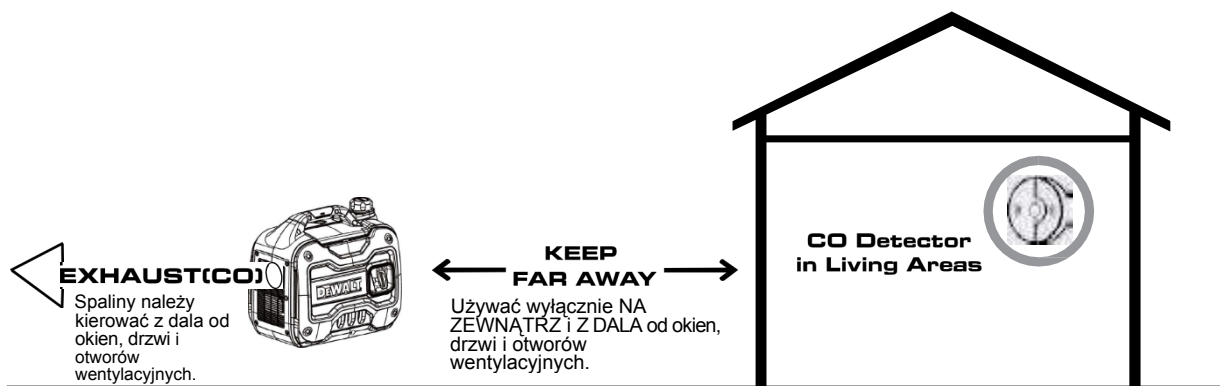 EXHAUST(CO)
Spaliny należy
kierować z dala od
okien, drzwi i
otworów
wentylacyjnych.
DEWALT
KEEP
FAR AWAY
Używać wyłącznie NA
ZEWNĄTRZ i Z DALA od okien,
drzwi i otworów
wentylacyjnych.
CO Detector
in Living Areas